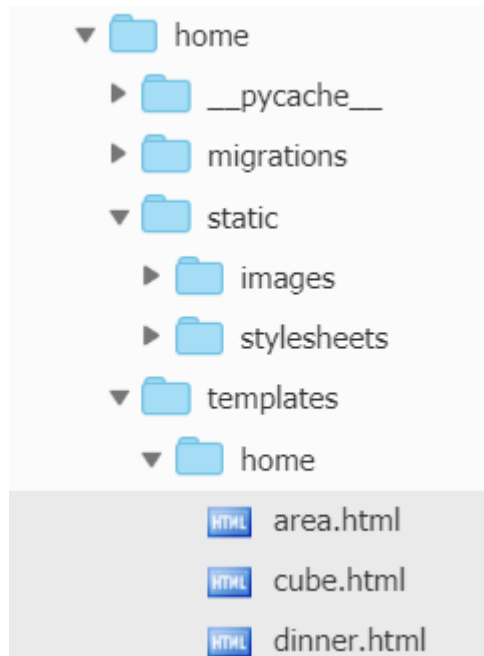 home
__pycache__
migrations
static
images
stylesheets
templates
home
HTML area.html
HTML cube.html
HTML dinner.html